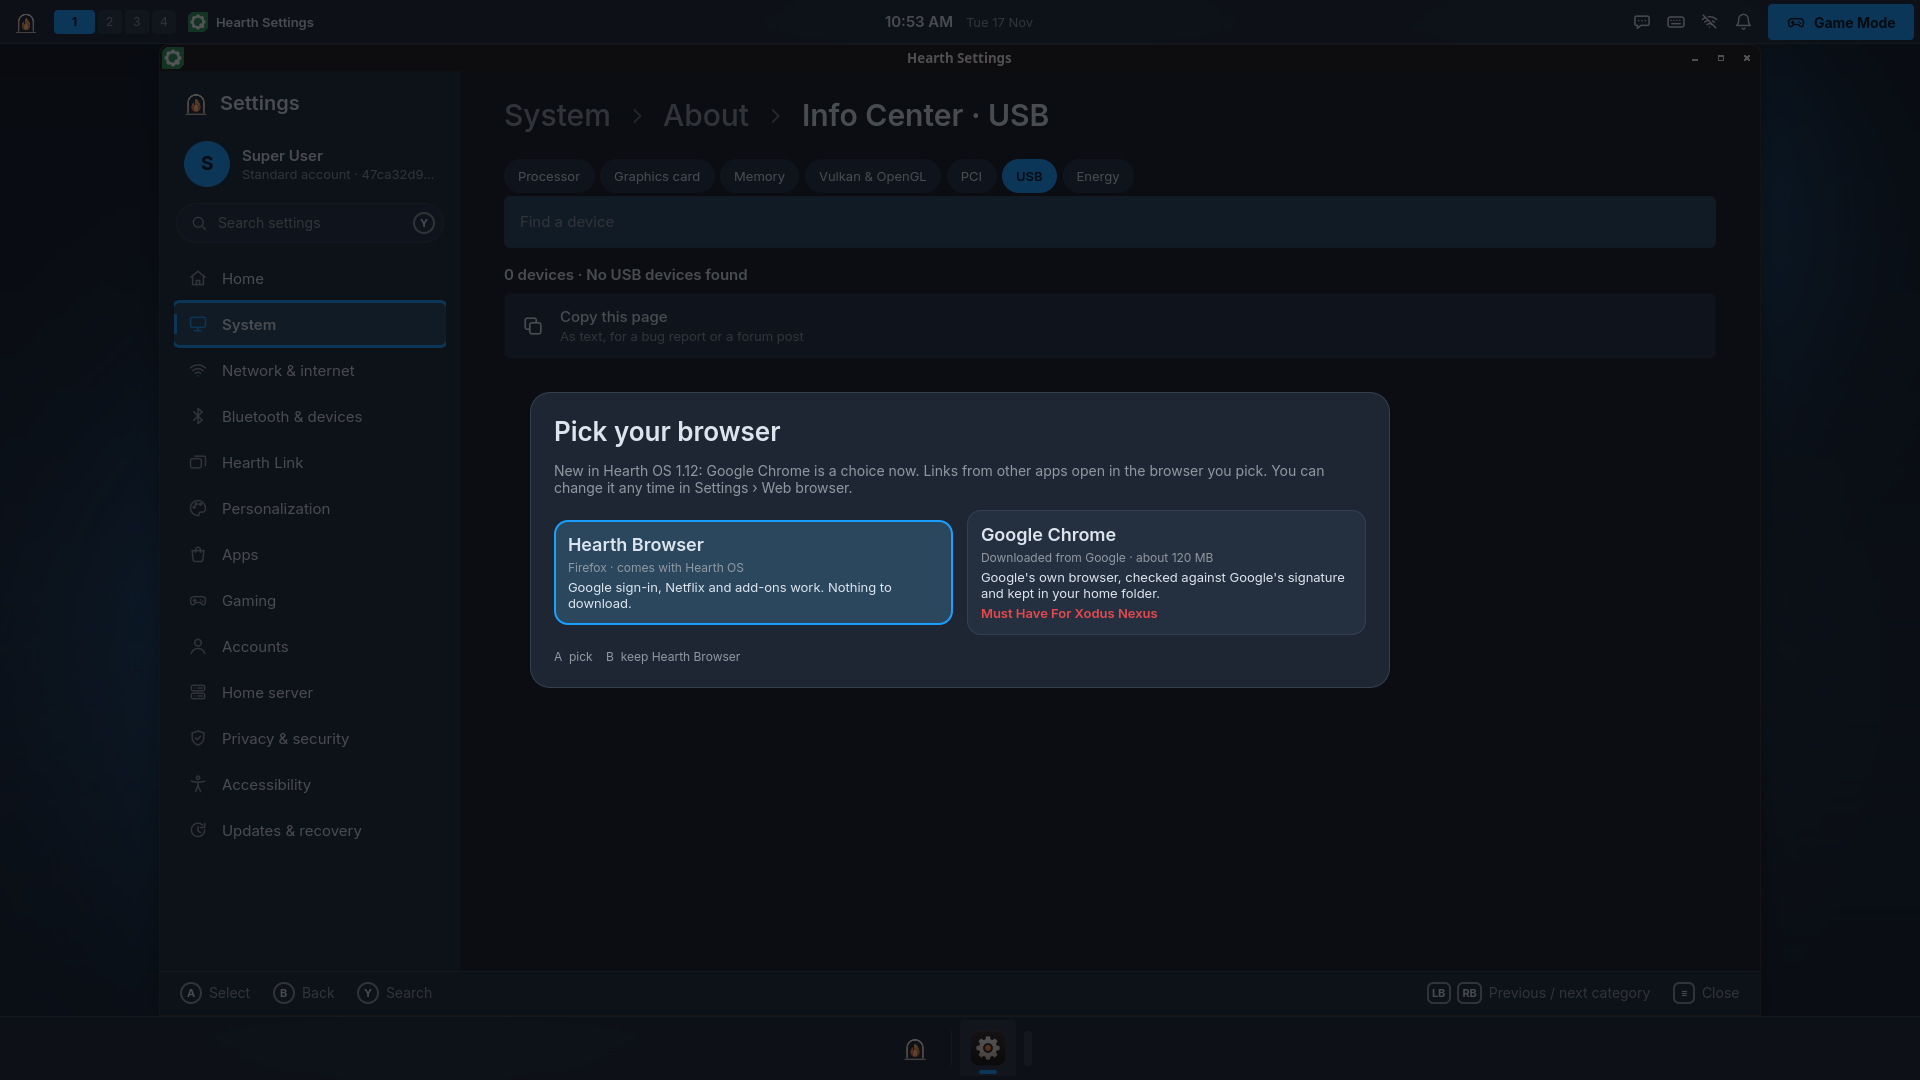 1 2 3 4 Hearth Settings 10:53 AM Tue 17 Nov Game Mode
Hearth Settings
Settings
S Super User
Standard account · 47ca32d9...
Search settings Y
Home
System
Network & internet
Bluetooth & devices
Hearth Link
Personalization
Apps
Gaming
Accounts
Home server
Privacy & security
Accessibility
Updates & recovery
System › About › Info Center · USB
Processor Graphics card Memory Vulkan & OpenGL PCI USB Energy
Find a device
0 devices · No USB devices found
Copy this page
As text, for a bug report or a forum post
Pick your browser
New in Hearth OS 1.12: Google Chrome is a choice now. Links from other apps open in the browser you pick. You can
change it any time in Settings › Web browser.
Hearth Browser
Firefox · comes with Hearth OS
Google sign-in, Netflix and add-ons work. Nothing to
download.
Google Chrome
Downloaded from Google · about 120 MB
Google's own browser, checked against Google's signature
and kept in your home folder.
Must Have For Xodus Nexus
A pick B keep Hearth Browser
A Select B Back Y Search LB RB Previous / next category ≡ Close